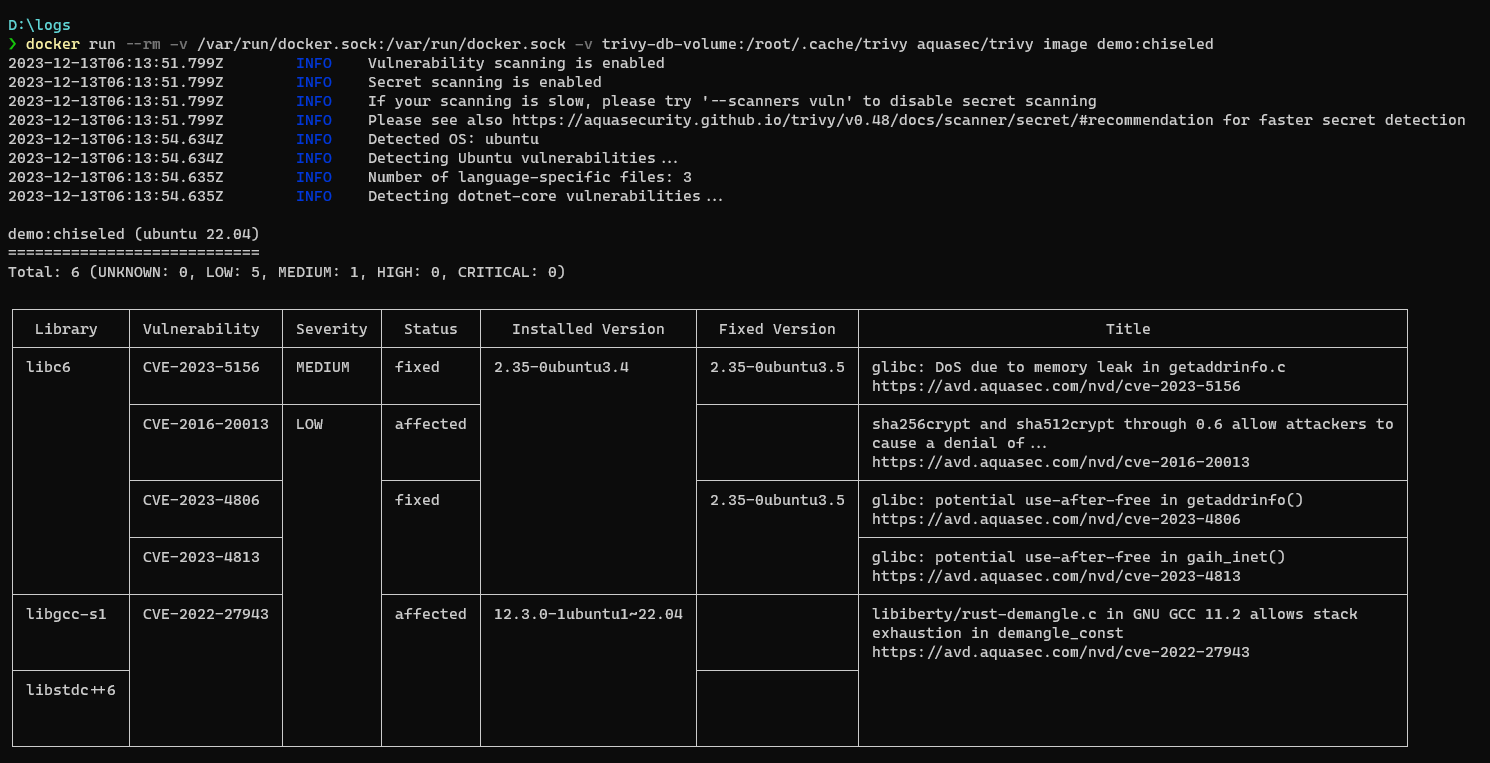 D:\logs
❯ docker run --rm -v /var/run/docker.sock:/var/run/docker.sock -v trivy-db-volume:/root/.cache/trivy aquasec/trivy image demo:chiseled
2023-12-13T06:13:51.799Z INFO Vulnerability scanning is enabled
2023-12-13T06:13:51.799Z INFO Secret scanning is enabled
2023-12-13T06:13:51.799Z INFO If your scanning is slow, please try '--scanners vuln' to disable secret scanning
2023-12-13T06:13:51.799Z INFO Please see also https://aquasecurity.github.io/trivy/v0.48/docs/scanner/secret/#recommendation for faster secret detection
2023-12-13T06:13:54.634Z INFO Detected OS: ubuntu
2023-12-13T06:13:54.634Z INFO Detecting Ubuntu vulnerabilities...
2023-12-13T06:13:54.635Z INFO Number of language-specific files: 3
2023-12-13T06:13:54.635Z INFO Detecting dotnet-core vulnerabilities...
demo:chiseled (ubuntu 22.04)
============================
Total: 6 (UNKNOWN: 0, LOW: 5, MEDIUM: 1, HIGH: 0, CRITICAL: 0)
Library Vulnerability Severity Status Installed Version Fixed Version Title
libc6 CVE-2023-5156 MEDIUM fixed 2.35-0ubuntu3.4 2.35-0ubuntu3.5 glibc: DoS due to memory leak in getaddrinfo.c
https://avd.aquasec.com/nvd/cve-2023-5156
CVE-2016-20013 LOW affected sha256crypt and sha512crypt through 0.6 allow attackers to
cause a denial of...
https://avd.aquasec.com/nvd/cve-2016-20013
CVE-2023-4806 fixed 2.35-0ubuntu3.5 glibc: potential use-after-free in getaddrinfo()
https://avd.aquasec.com/nvd/cve-2023-4806
CVE-2023-4813 glibc: potential use-after-free in gaih_inet()
https://avd.aquasec.com/nvd/cve-2023-4813
libgcc-s1 CVE-2022-27943 affected 12.3.0-1ubuntu1~22.04 libiberty/rust-demangle.c in GNU GCC 11.2 allows stack
exhaustion in demangle_const
https://avd.aquasec.com/nvd/cve-2022-27943
libstdc++6